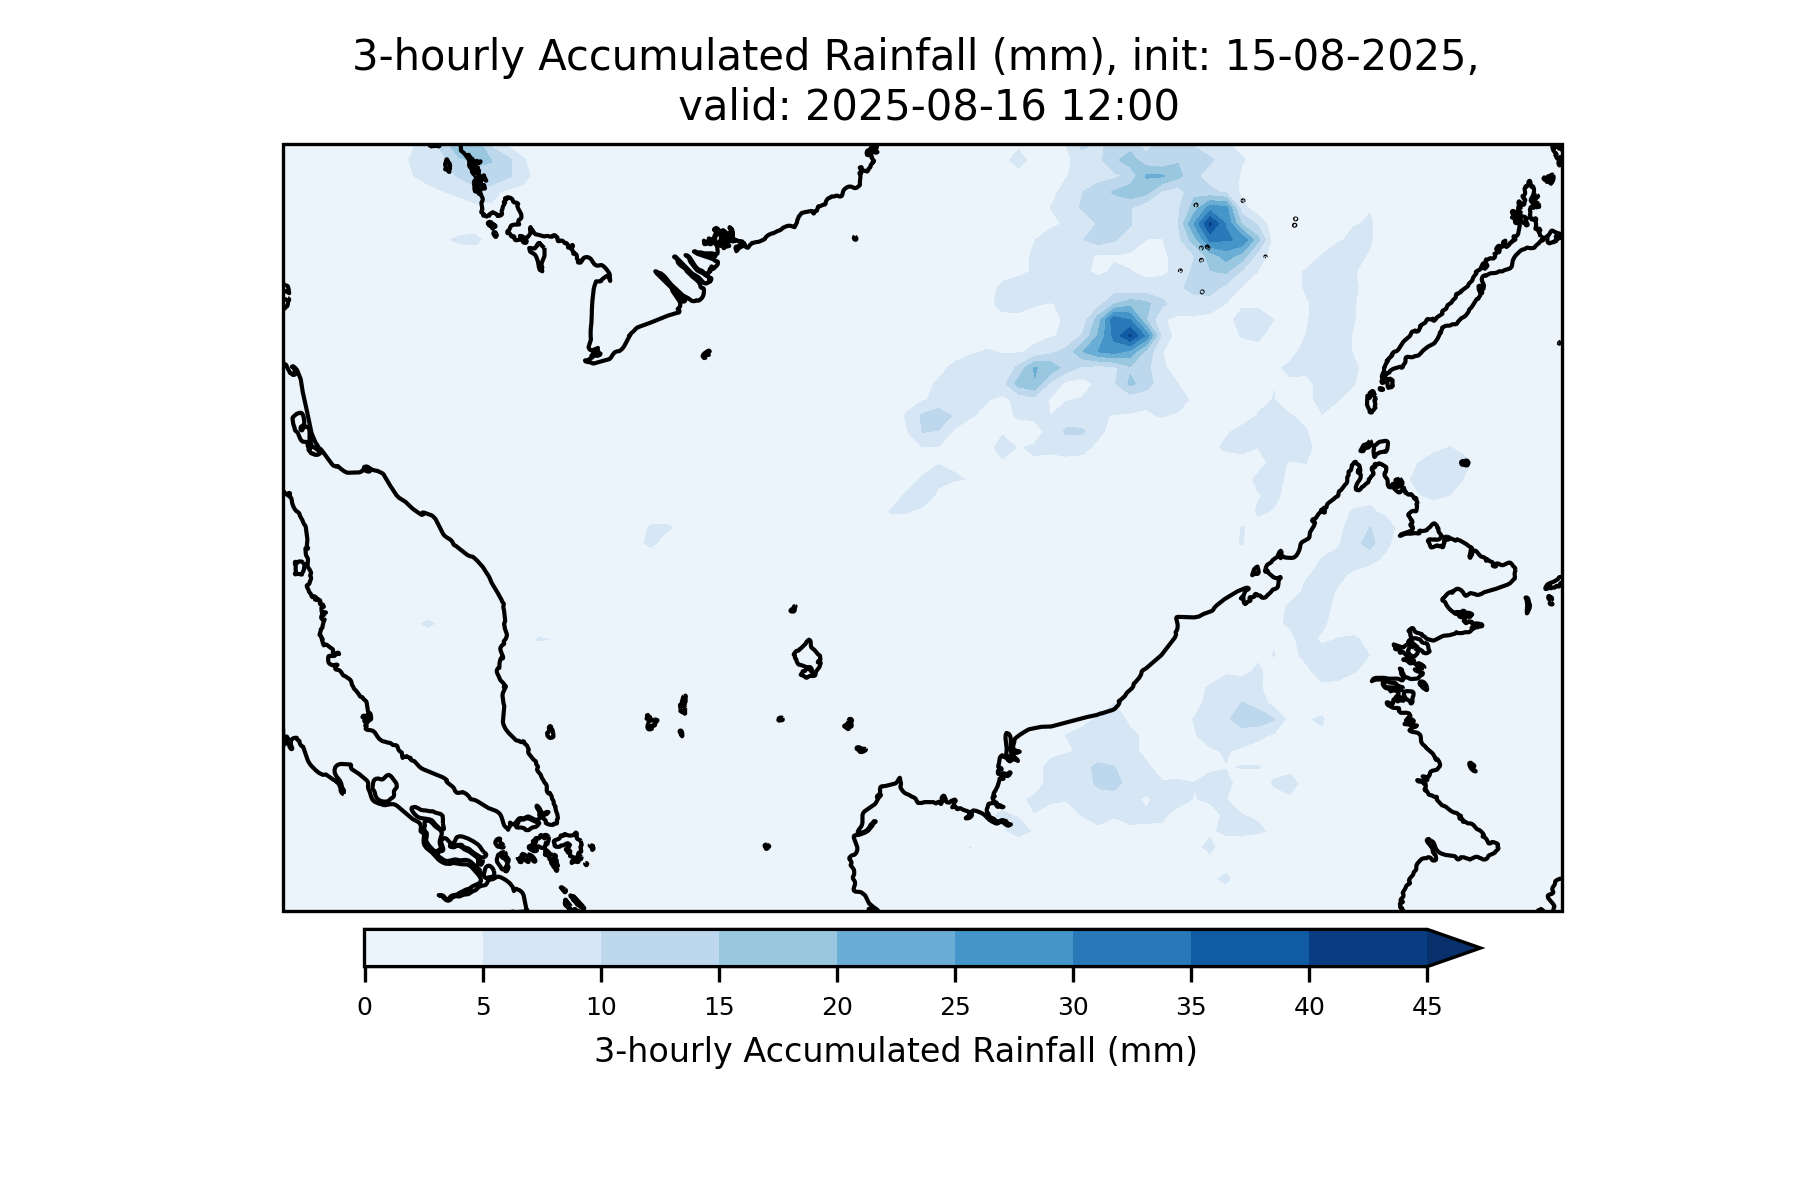 3-hourly Accumulated Rainfall (mm), init: 15-08-2025,
valid: 2025-08-16 12:00
0 5 10 15 20 25 30 35 40 45
3-hourly Accumulated Rainfall (mm)